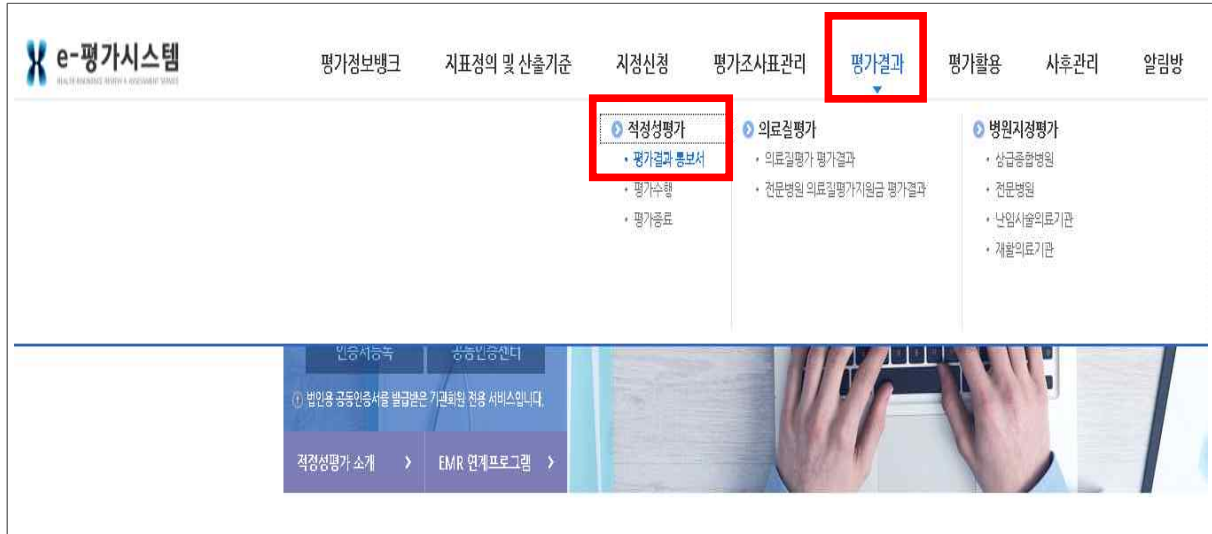 e-평가시스템
HEALTH INSURANCE REVIEW & ASSESSMENT SERVICE
평가정보뱅크 지표정의 및 산출기준 지정신청 평가조사표관리 평가결과 평가활용 사후관리 알림방
적정성평가 의료질평가 병원지정평가
• 평가결과 통보서 • 의료질평가 평가결과 • 상급종합병원
• 평가수행 • 전문병원 의료질평가지원금 평가결과 • 전문병원
• 평가종료 • 난임시술의료기관
• 재활의료기관
인증서등록 공동인증센터
법인용 공동인증서를 발급받은 기관회원 전용 서비스입니다.
적정성평가 소개 > EMR 연계프로그램 >